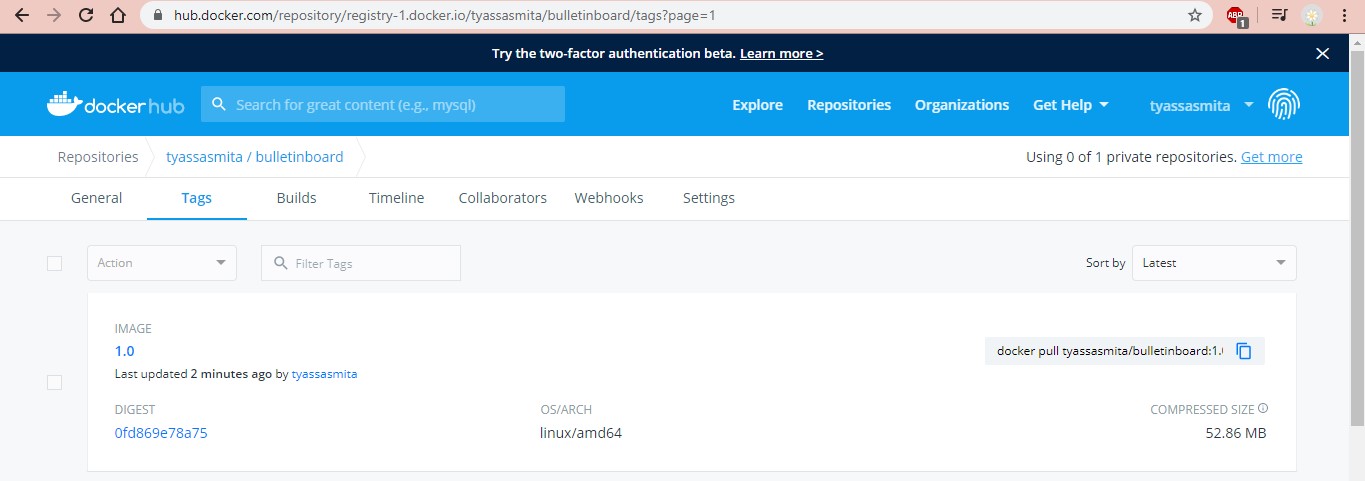 hub.docker.com/repository/registry-1.docker.io/tyassasmita/bulletinboard/tags?page=1
ABP
1
Try the two-factor authentication beta. Learn more >
dockerhub
Search for great content (e.g., mysql)
Explore
Repositories
Organizations
Get Help
tyassasmita
Repositories
tyassasmita / bulletinboard
Using 0 of 1 private repositories. Get more
General
Tags
Builds
Timeline
Collaborators
Webhooks
Settings
Action
Filter Tags
Sort by
Latest
IMAGE
1.0
docker pull tyassasmita/bulletinboard:1.
Last updated 2 minutes ago by tyassasmita
DIGEST
OS/ARCH
COMPRESSED SIZE
0fd869e78a75
linux/amd64
52.86 MB